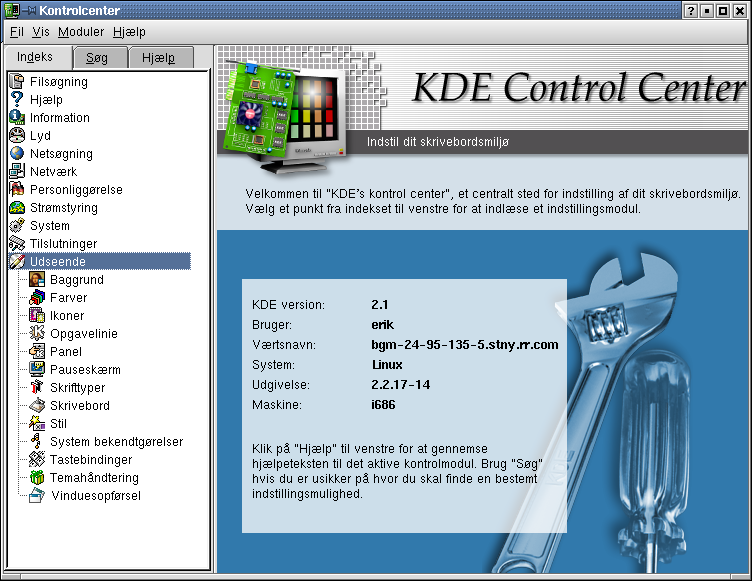 Kontrolcenter
Fil Vis Moduler Hjælp
Indeks Søg Hjælp
Filsøgning
Hjælp
Information
Lyd
Netsøgning
Netværk
Personliggørelse
Strømstyring
System
Tilslutninger
Udseende
Baggrund
Farver
Ikoner
Opgavelinie
Panel
Pauseskærm
Skrifttyper
Skrivebord
Stil
System bekendtgørelser
Tastebindinger
Temahåndtering
Vinduesopførsel
KDE Control Center
Indstil dit skrivebordsmiljø
Velkommen til "KDE's kontrol center", et centralt sted for indstilling af dit skrivebordsmiljø.
Vælg et punkt fra indekset til venstre for at indlæse et indstillingsmodul.
KDE version: 2.1
Bruger: erik
Værtsnavn: bgm-24-95-135-5.stny.rr.com
System: Linux
Udgivelse: 2.2.17-14
Maskine: i686
Klik på "Hjælp" til venstre for at gennemse
hjælpeteksten til det aktive kontrolmodul. Brug "Søg"
hvis du er usikker på hvor du skal finde en bestemt
indstillingsmulighed.